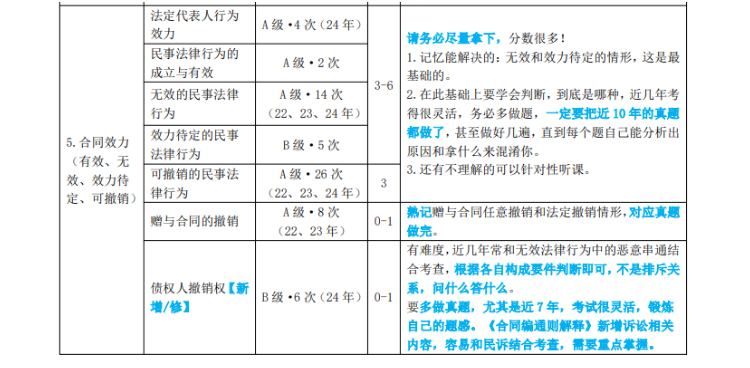 5.合同效力
（有效、无
效、效力待
定、可撤销）
法定代表人行为
效力
A 级·4 次（24 年）
民事法律行为的
成立与有效
A 级·2 次
无效的民事法律
行为
A 级·14 次
（22、23、24 年）
效力待定的民事
法律行为
B 级·5 次
3-6
可撤销的民事法
律行为
A 级·26 次
（22、23、24 年）
3
请务必尽量拿下，分数很多！
1.记忆能解决的：无效和效力待定的情形，这是最
基础的。
2.在此基础上要学会判断，到底是哪种，近几年考
得很灵活，务必多做题，一定要把近 10 年的真题
都做了，甚至做好几遍，直到每个题自己能分析出
原因和拿什么来混淆你。
3.还有不理解的可以针对性听课。
赠与合同的撤销
A 级·8 次
（22、23 年）
0-1
熟记赠与合同任意撤销和法定撤销情形，对应真题
做完。
债权人撤销权【新
增/修】
B 级·6 次（24 年）
0-1
有难度，近几年常和无效法律行为中的恶意串通结
合考查，根据各自构成要件判断即可，不是排斥关
系，问什么答什么。
要多做真题，尤其是近 7 年，考试很灵活，锻炼
自己的题感。《合同编通则解释》新增诉讼相关
内容，容易和民诉结合考查，需要重点掌握。